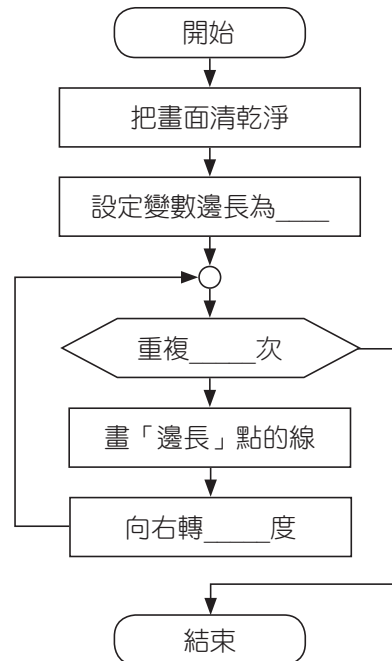 開始
把畫面清乾淨
設定變數邊長為____
重複_____次
畫「邊長」點的線
向右轉_____度
結束